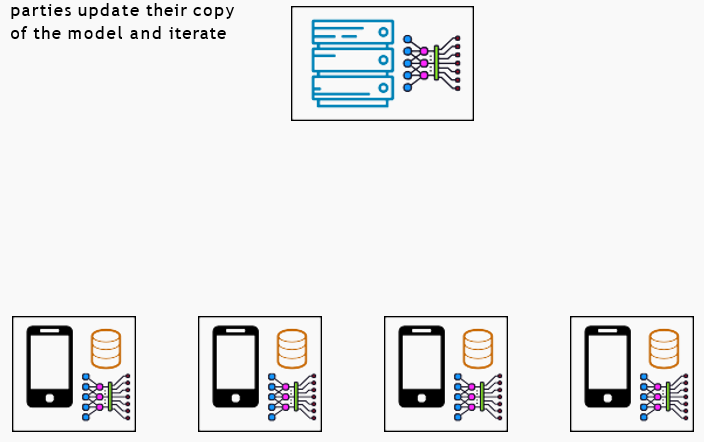 parties update their copy
of the model and iterate